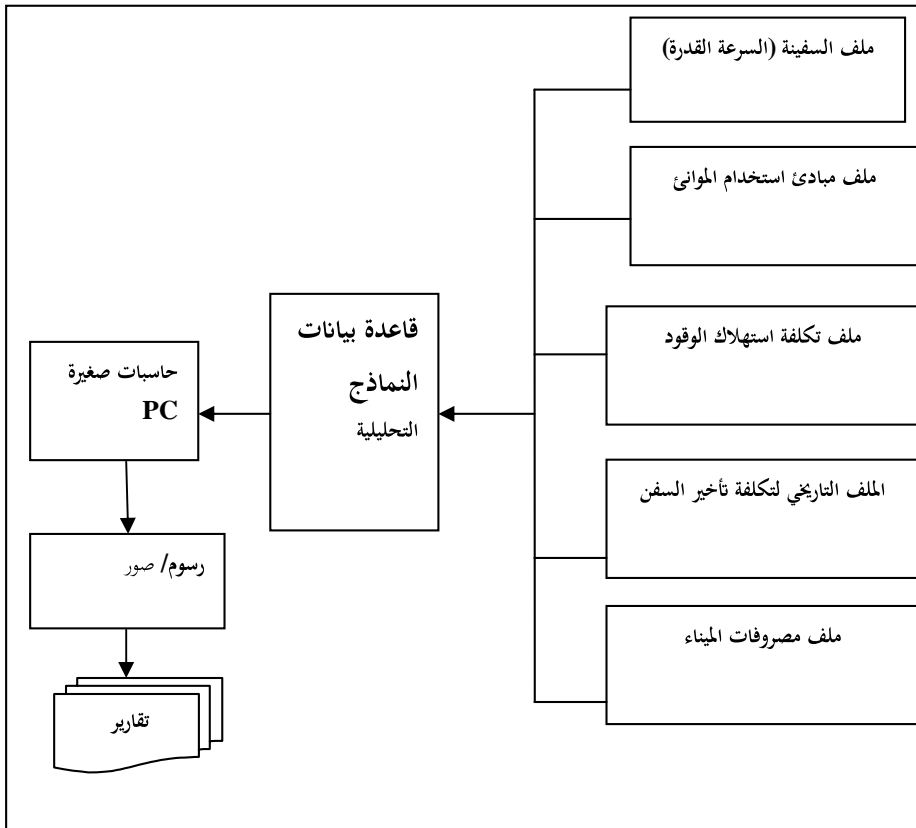 ملف السفينة (السرعة القدرة)
ملف مبادئ استخدام الموانئ
ملف تكلفة استهلاك الوقود
الملف التاريخي لتكلفة تأخير السفن
ملف مصروفات الميناء
قاعدة بيانات
النماذج
التحليلية
حاسبات صغيرة
PC
رسوم/ صور
تقارير